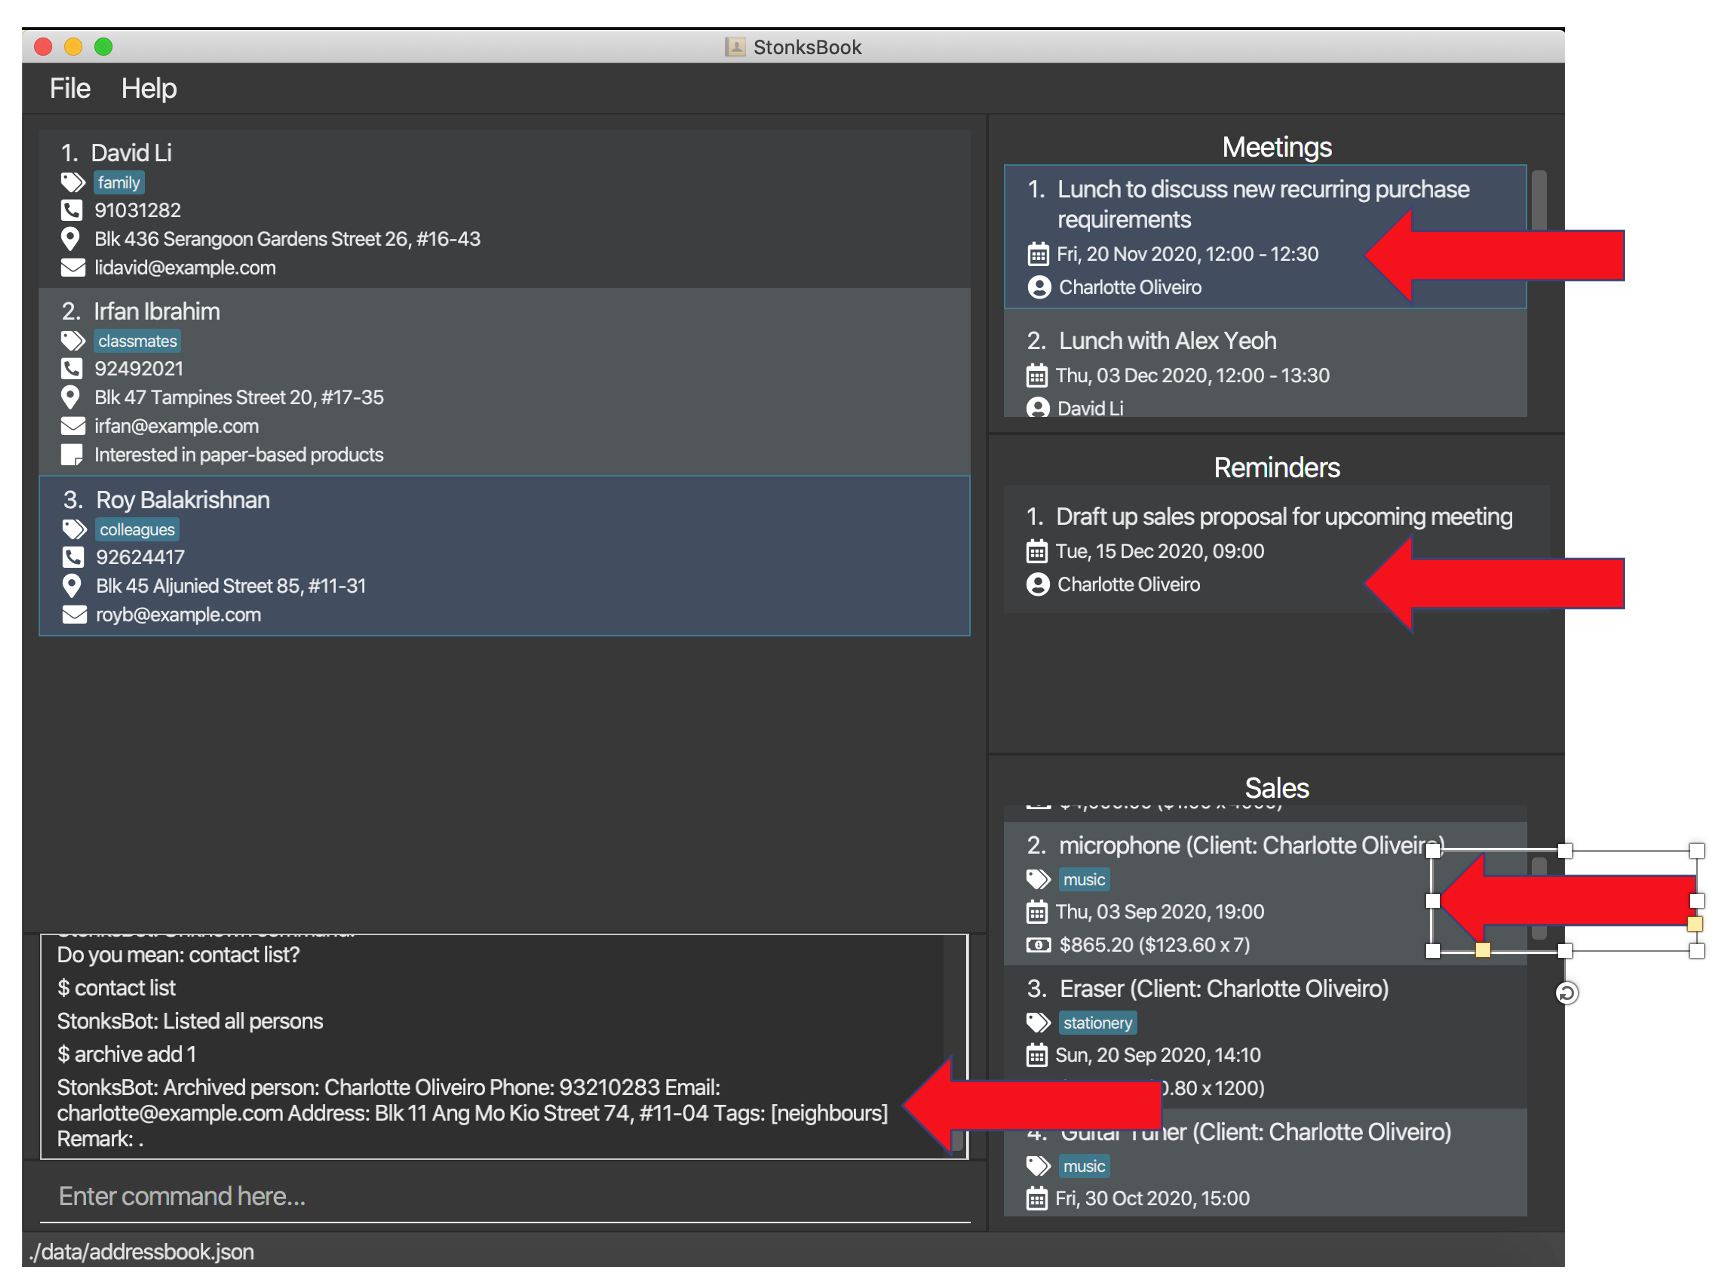 StonksBook
File Help
1. David Li
family
91031282
Blk 436 Serangoon Gardens Street 26, #16-43
lidavid@example.com
2. Irfan Ibrahim
classmates
92492021
Blk 47 Tampines Street 20, #17-35
irfan@example.com
Interested in paper-based products
3. Roy Balakrishnan
colleagues
92624417
Blk 45 Aljunied Street 85, #11-31
royb@example.com
Do you mean: contact list?
$ contact list
StonksBot: Listed all persons
$ archive add 1
StonksBot: Archived person: Charlotte Oliveiro Phone: 93210283 Email:
charlotte@example.com Address: Blk 11 Ang Mo Kio Street 74, #11-04 Tags: [neighbours]
Remark: .
Enter command here...
./data/addressbook.json
Meetings
1. Lunch to discuss new recurring purchase
requirements
Fri, 20 Nov 2020, 12:00 - 12:30
Charlotte Oliveiro
2. Lunch with Alex Yeoh
Thu, 03 Dec 2020, 12:00 - 13:30
David Li
Reminders
1. Draft up sales proposal for upcoming meeting
Tue, 15 Dec 2020, 09:00
Charlotte Oliveiro
Sales
2. microphone (Client: Charlotte Oliveiro)
music
Thu, 03 Sep 2020, 19:00
$865.20 ($123.60 x 7)
3. Eraser (Client: Charlotte Oliveiro)
stationery
Sun, 20 Sep 2020, 14:10
0.80 x 1200)
4. Guitar Tuner (Client: Charlotte Oliveiro)
music
Fri, 30 Oct 2020, 15:00